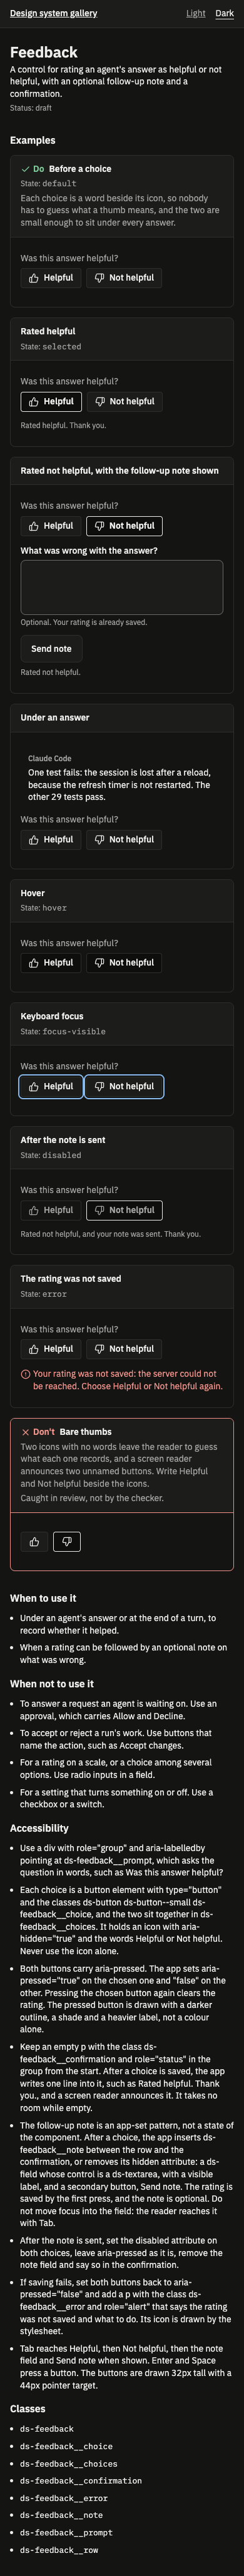 Design system gallery
Light
Dark
Feedback
A control for rating an agent's answer as helpful or not
helpful, with an optional follow-up note and a
confirmation.
Status: draft
Examples
Do Before a choice
State: default
Each choice is a word beside its icon, so nobody
has to guess what a thumb means, and the two are
small enough to sit under every answer.
Was this answer helpful?
Helpful
Not helpful
Rated helpful
State: selected
Was this answer helpful?
Helpful
Not helpful
Rated helpful. Thank you.
Rated not helpful, with the follow-up note shown
Was this answer helpful?
Helpful
Not helpful
What was wrong with the answer?
Optional. Your rating is already saved.
Send note
Rated not helpful.
Under an answer
Claude Code
One test fails: the session is lost after a reload,
because the refresh timer is not restarted. The
other 29 tests pass.
Was this answer helpful?
Helpful
Not helpful
Hover
State: hover
Was this answer helpful?
Helpful
Not helpful
Keyboard focus
State: focus-visible
Was this answer helpful?
Helpful
Not helpful
After the note is sent
State: disabled
Was this answer helpful?
Helpful
Not helpful
Rated not helpful, and your note was sent. Thank you.
The rating was not saved
State: error
Was this answer helpful?
Helpful
Not helpful
Your rating was not saved: the server could not
be reached. Choose Helpful or Not helpful again.
Don't Bare thumbs
Two icons with no words leave the reader to guess
what each one records, and a screen reader
announces two unnamed buttons. Write Helpful
and Not helpful beside the icons.
Caught in review, not by the checker.
When to use it
• Under an agent's answer or at the end of a turn, to
record whether it helped.
• When a rating can be followed by an optional note on
what was wrong.
When not to use it
• To answer a request an agent is waiting on. Use an
approval, which carries Allow and Decline.
• To accept or reject a run's work. Use buttons that
name the action, such as Accept changes.
• For a rating on a scale, or a choice among several
options. Use radio inputs in a field.
• For a setting that turns something on or off. Use a
checkbox or a switch.
Accessibility
• Use a div with role="group" and aria-labelledby
pointing at ds-feedback__prompt, which asks the
question in words, such as Was this answer helpful?
• Each choice is a button element with type="button"
and the classes ds-button ds-button--small ds-
feedback__choice, and the two sit together in ds-
feedback__choices. It holds an icon with aria-
hidden="true" and the words Helpful or Not helpful.
Never use the icon alone.
• Both buttons carry aria-pressed. The app sets aria-
pressed="true" on the chosen one and "false" on the
other. Pressing the chosen button again clears the
rating. The pressed button is drawn with a darker
outline, a shade and a heavier label, not a colour
alone.
• Keep an empty p with the class ds-
feedback__confirmation and role="status" in the
group from the start. After a choice is saved, the app
writes one line into it, such as Rated helpful. Thank
you., and a screen reader announces it. It takes no
room while empty.
• The follow-up note is an app-set pattern, not a state of
the component. After a choice, the app inserts ds-
feedback__note between the row and the
confirmation, or removes its hidden attribute: a ds-
field whose control is a ds-textarea, with a visible
label, and a secondary button, Send note. The rating is
saved by the first press, and the note is optional. Do
not move focus into the field: the reader reaches it
with Tab.
• After the note is sent, set the disabled attribute on
both choices, leave aria-pressed as it is, remove the
note field and say so in the confirmation.
• If saving fails, set both buttons back to aria-
pressed="false" and add a p with the class ds-
feedback__error and role="alert" that says the rating
was not saved and what to do. Its icon is drawn by the
stylesheet.
• Tab reaches Helpful, then Not helpful, then the note
field and Send note when shown. Enter and Space
press a button. The buttons are drawn 32px tall with a
44px pointer target.
Classes
• ds-feedback
• ds-feedback__choice
• ds-feedback__choices
• ds-feedback__confirmation
• ds-feedback__error
• ds-feedback__note
• ds-feedback__prompt
• ds-feedback__row